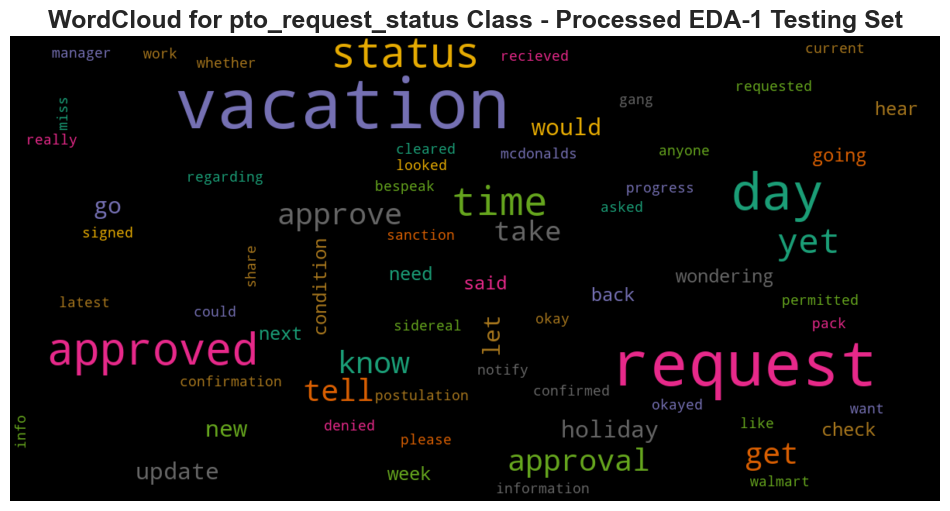 WordCloud for pto_request_status Class - Processed EDA-1 Testing Set
manager
work
whether
status
recieved
current
vacation
miss
really
gang
requested
hear
would
cleared
looked
mcdonalds
anyone
going
regarding
bespeak
progress
day
go
signed
approve
time
asked
sanction
take
yet
share
condition
need
said
back
wondering
latest
could
permitted
next
sidereal
let
okay
pack
approved
know
notify
request
confirmation
tell
postulation
confirmed
okayed
want
info
new
denied
please
holiday
like
check
update
week
approval
get
information
walmart